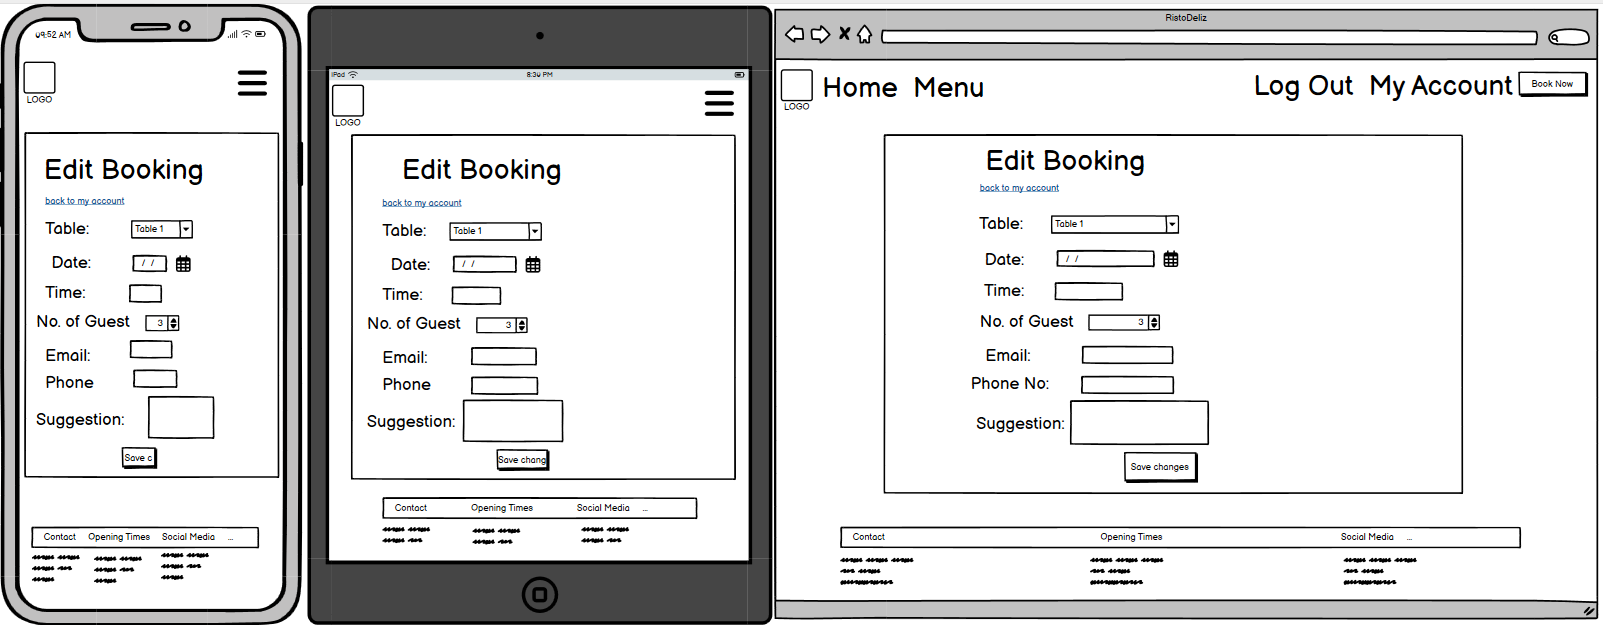 09:52 AM
LOGO
Edit Booking
back to my account
Table: Table 1
Date: / /
Time:
No. of Guest 3
Email:
Phone
Suggestion:
Save c
Contact Opening Times Social Media ...
iPad 8:30 PM
LOGO
Edit Booking
back to my account
Table: Table 1
Date: / /
Time:
No. of Guest 3
Email:
Phone
Suggestion:
Save chang
Contact Opening Times Social Media ...
RistoDeliz
LOGO
Home Menu Log Out My Account Book Now
Edit Booking
back to my account
Table: Table 1
Date: / /
Time:
No. of Guest 3
Email:
Phone No:
Suggestion:
Save changes
Contact Opening Times Social Media ...